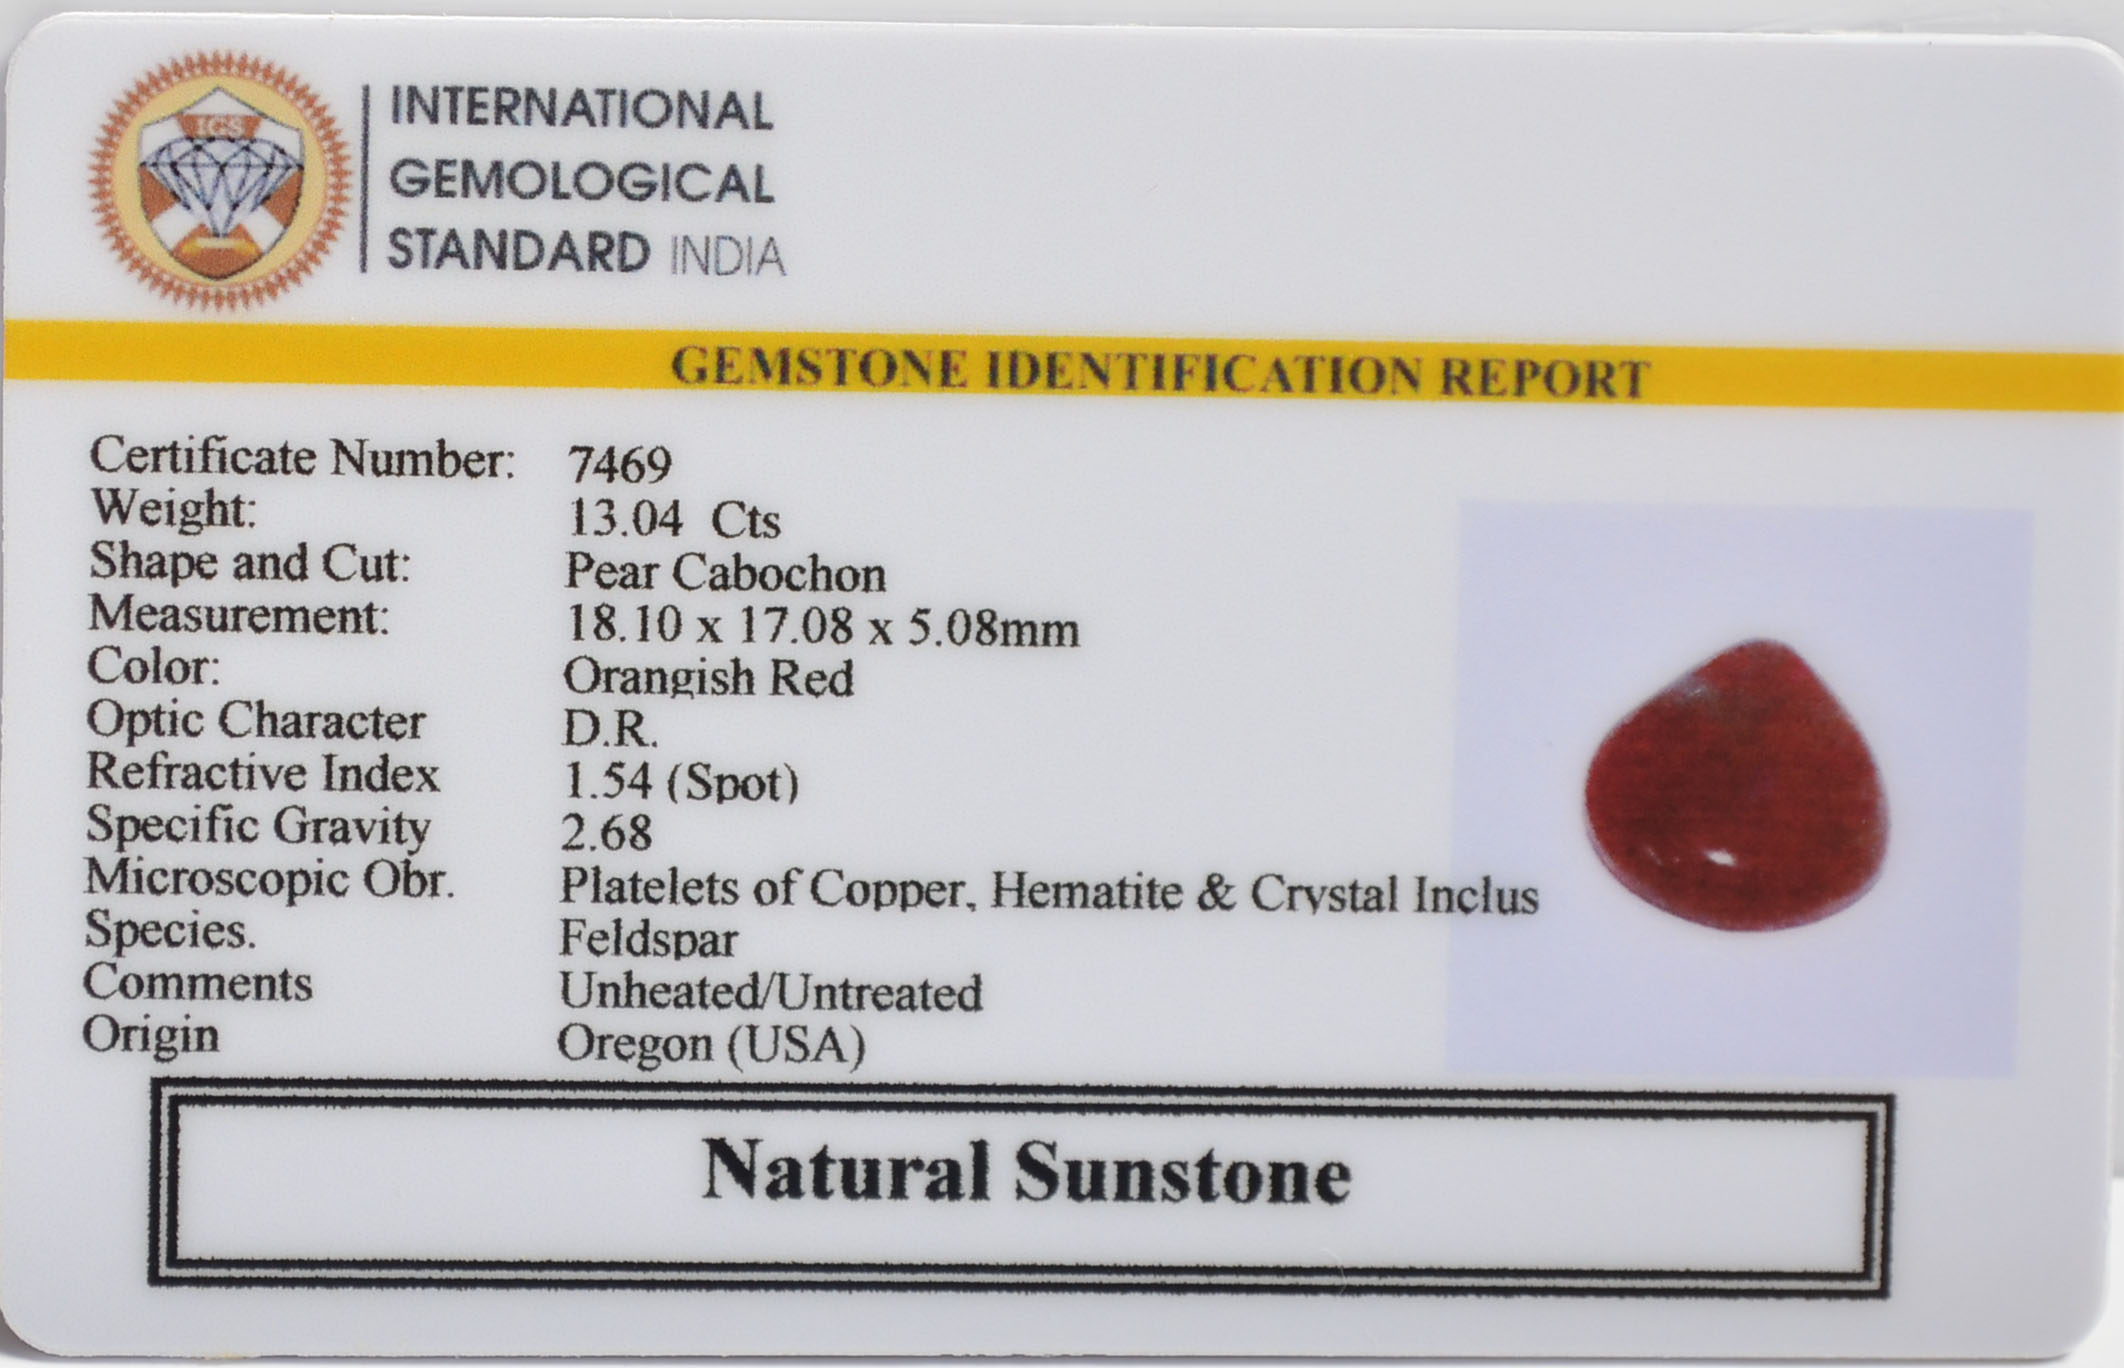 IGS
INTERNATIONAL
GEMOLOGICAL
STANDARD INDIA
GEMSTONE IDENTIFICATION REPORT
Certificate Number: 7469
Weight: 13.04 Cts
Shape and Cut: Pear Cabochon
Measurement: 18.10 x 17.08 x 5.08mm
Color: Orangish Red
Optic Character D.R.
Refractive Index 1.54 (Spot)
Specific Gravity 2.68
Microscopic Obr. Platelets of Copper, Hematite & Crystal Inclus
Species. Feldspar
Comments Unheated/Untreated
Origin Oregon (USA)
Natural Sunstone